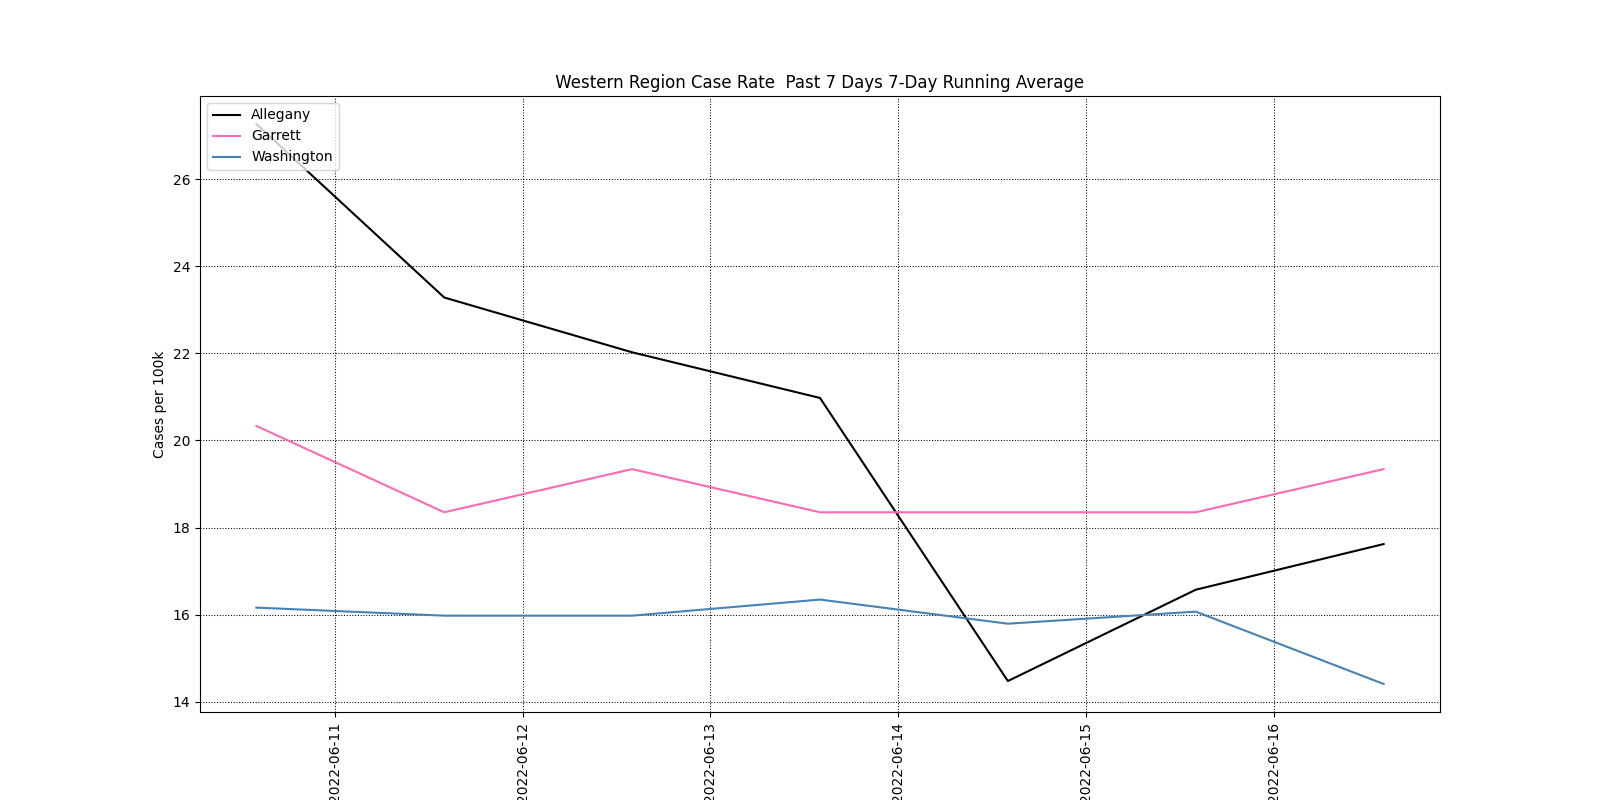 Western Region Case Rate  Past 7 Days 7-Day Running Average
Allegany
Garrett
Washington
Cases per 100k
26
24
22
20
18
16
14
2022-06-11
2022-06-12
2022-06-13
2022-06-14
2022-06-15
2022-06-16